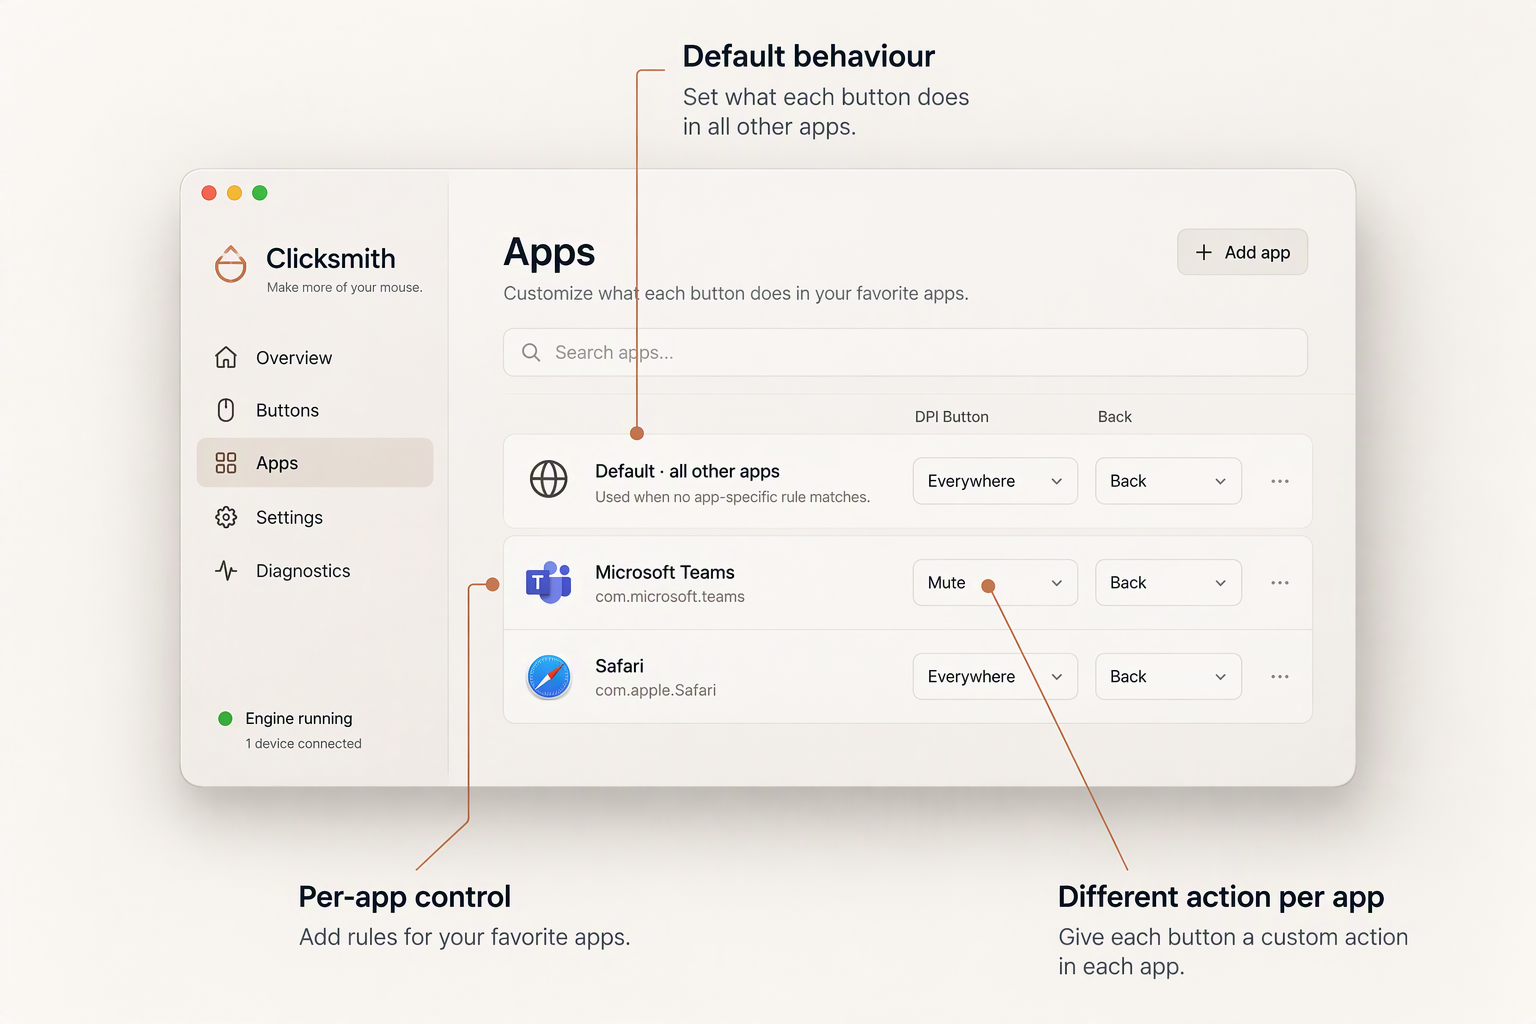 Default behaviour
Set what each button does
in all other apps.
Clicksmith
Make more of your mouse.
Overview
Buttons
Apps
Settings
Diagnostics
Engine running
1 device connected
Apps
Customize what each button does in your favorite apps.
+ Add app
Search apps...
DPI Button Back
Default · all other apps
Used when no app-specific rule matches.
Everywhere Back
T
Microsoft Teams
com.microsoft.teams
Mute Back
Safari
com.apple.Safari
Everywhere Back
Per-app control
Add rules for your favorite apps.
Different action per app
Give each button a custom action
in each app.